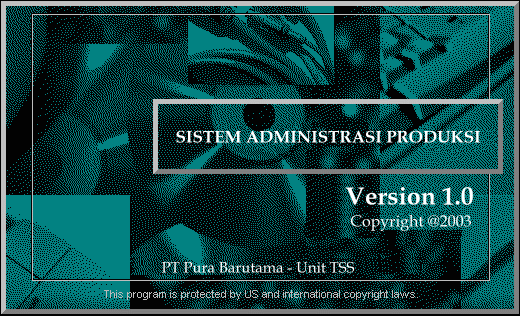 SISTEM ADMINISTRASI PRODUKSI
Version 1.0
Copyright @2003
PT Pura Barutama - Unit TSS
This program is protected by US and international copyright laws.